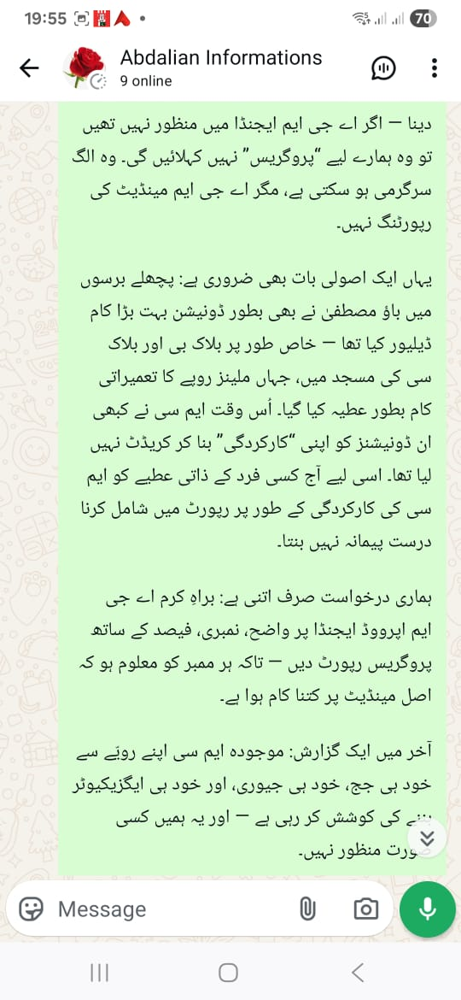 19:55
70
Abdalian Informations
9 online
دینا — اگر اے جی ایم ایجنڈا میں منظور نہیں تھیں
تو وہ ہمارے لیے “پروگریس” نہیں کہلائیں گی۔ وہ الگ
سرگرمی ہو سکتی ہے، مگر اے جی ایم مینڈیٹ کی
رپورٹنگ نہیں۔
یہاں ایک اصولی بات بھی ضروری ہے: پچھلے برسوں
میں باؤ مصطفیٰ نے بھی بطور ڈونیشن بہت بڑا کام
ڈیلیور کیا تھا — خاص طور پر بلاک بی اور بلاک
سی کی مسجد میں، جہاں ملینز روپے کا تعمیراتی
کام بطور عطیہ کیا گیا۔ اُس وقت ایم سی نے کبھی
ان ڈونیشنز کو اپنی “کارکردگی” بنا کر کریڈٹ نہیں
لیا تھا۔ اسی لیے آج کسی فرد کے ذاتی عطیے کو ایم
سی کی کارکردگی کے طور پر رپورٹ میں شامل کرنا
درست پیمانہ نہیں بنتا۔
ہماری درخواست صرف اتنی ہے: براہِ کرم اے جی
ایم اپرووڈ ایجنڈا پر واضح، نمبری، فیصد کے ساتھ
پروگریس رپورٹ دیں — تاکہ ہر ممبر کو معلوم ہو کہ
اصل مینڈیٹ پر کتنا کام ہوا ہے۔
آخر میں ایک گزارش: موجودہ ایم سی اپنے رویّے سے
خود ہی جج، خود ہی جیوری، اور خود ہی ایگزیکیوٹر
کی کوشش کر رہی ہے — اور یہ ہمیں کسی
صورت منظور نہیں۔
Message